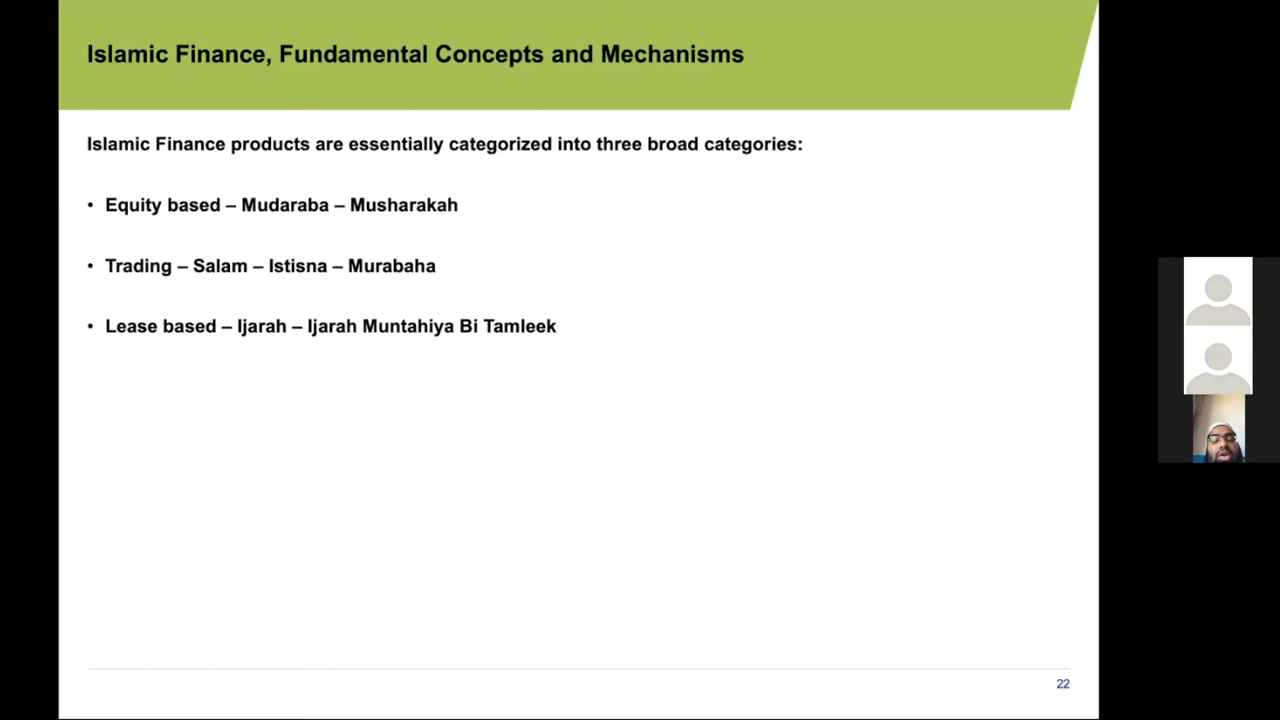 Islamic Finance, Fundamental Concepts and Mechanisms
Islamic Finance products are essentially categorized into three broad categories:
• Equity based – Mudaraba – Musharakah
• Trading – Salam – Istisna – Murabaha
• Lease based – Ijarah – Ijarah Muntahiya Bi Tamleek
22